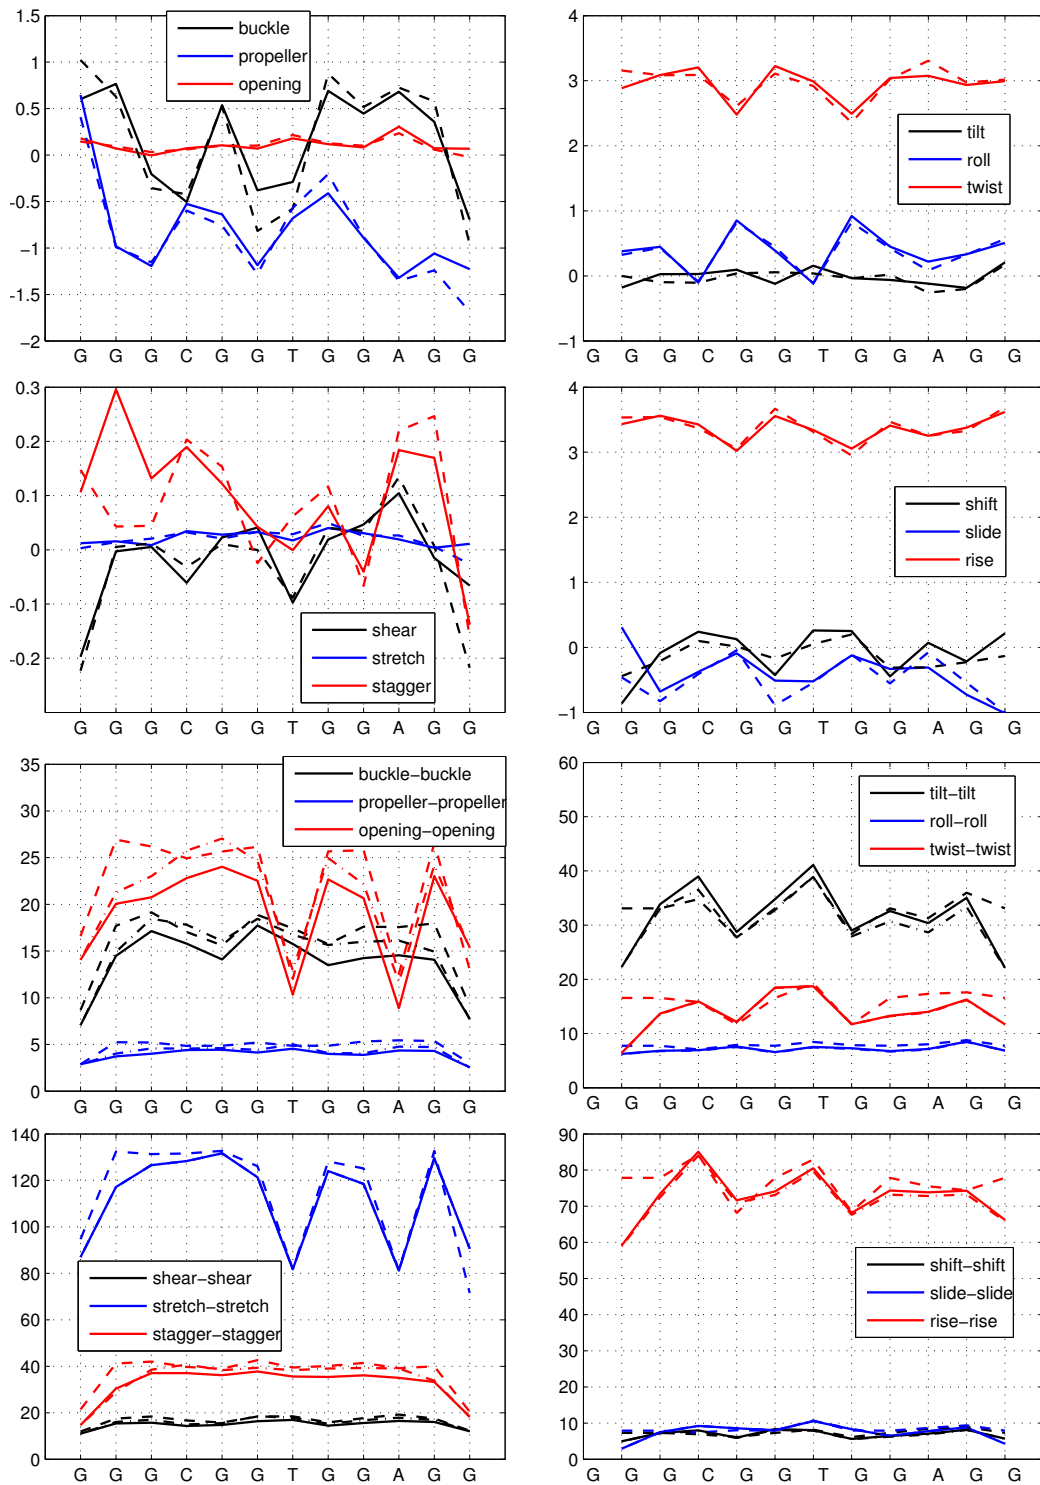 1.5
1
0.5
0
−0.5
−1
−1.5
−2
buckle
propeller
opening
G G G C G G T G G A G G
4
3
2
1
0
−1
tilt
roll
twist
G G G C G G T G G A G G
0.3
0.2
0.1
0
-0.1
-0.2
shear
stretch
stagger
G G G C G G T G G A G G
4
3
2
1
0
−1
shift
slide
rise
G G G C G G T G G A G G
35
30
25
20
15
10
5
0
buckle−buckle
propeller−propeller
opening−opening
G G G C G G T G G A G G
60
50
40
30
20
10
0
tilt−tilt
roll−roll
twist−twist
G G G C G G T G G A G G
140
120
100
80
60
40
20
0
shear−shear
stretch−stretch
stagger−stagger
G G G C G G T G G A G G
90
80
70
60
50
40
30
20
10
0
shift−shift
slide−slide
rise−rise
G G G C G G T G G A G G